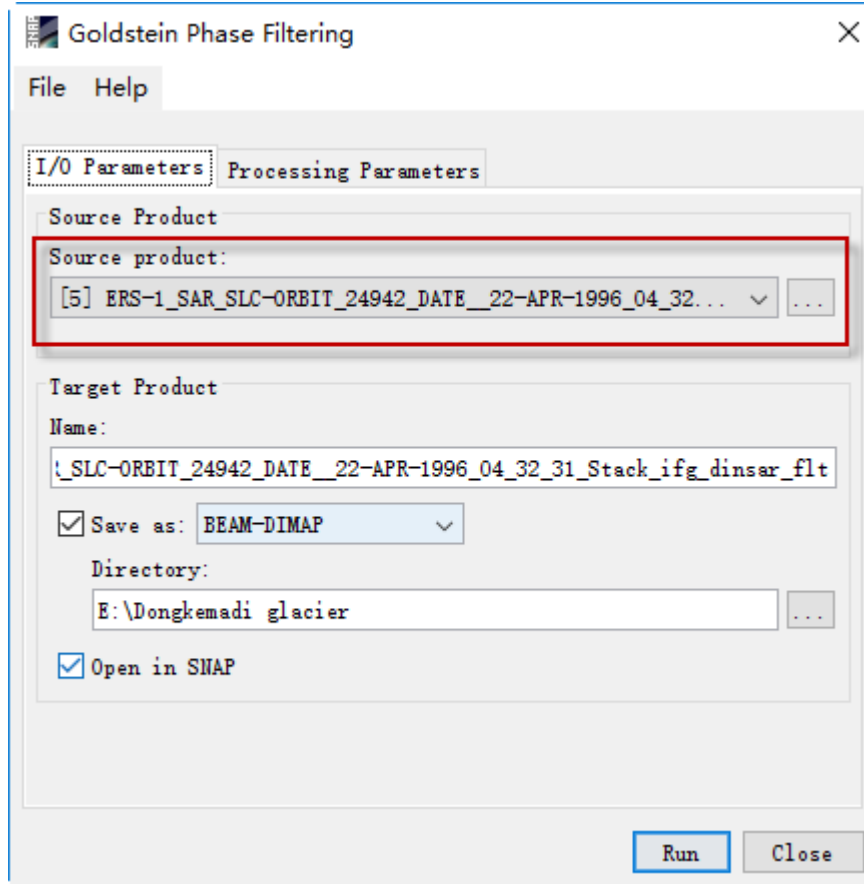 SNAP
Goldstein Phase Filtering
File Help
I/O Parameters Processing Parameters
Source Product
Source product:
[5] ERS-1_SAR_SLC-ORBIT_24942_DATE__22-APR-1996_04_32... ...
Target Product
Name:
_SLC-ORBIT_24942_DATE__22-APR-1996_04_32_31_Stack_ifg_dinsar_flt
Save as: BEAM-DIMAP
Directory:
E:\Dongkemadi glacier ...
Open in SNAP
Run Close